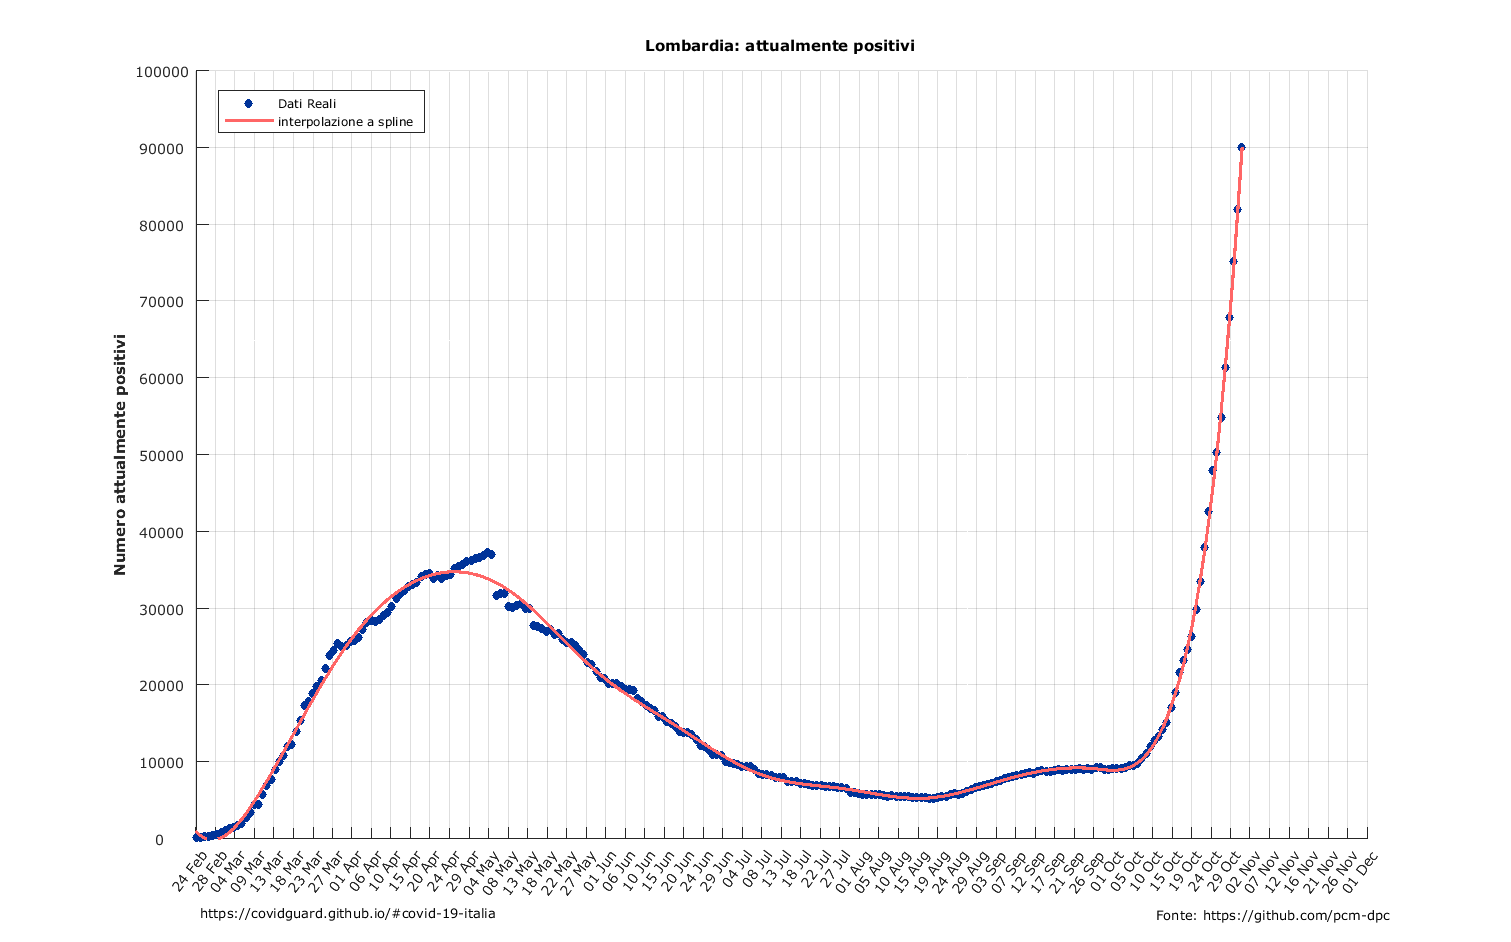 Lombardia: attualmente positivi
100000
90000
80000
70000
60000
50000
40000
30000
20000
10000
0
Numero attualmente positivi
Dati Reali
interpolazione a spline
24 Feb
28 Feb
04 Mar
09 Mar
13 Mar
18 Mar
23 Mar
27 Mar
01 Apr
06 Apr
10 Apr
15 Apr
20 Apr
24 Apr
29 Apr
04 May
08 May
13 May
18 May
22 May
27 May
01 Jun
06 Jun
10 Jun
15 Jun
20 Jun
24 Jun
29 Jun
04 Jul
08 Jul
13 Jul
18 Jul
22 Jul
27 Jul
01 Aug
05 Aug
10 Aug
15 Aug
19 Aug
24 Aug
29 Aug
03 Sep
07 Sep
12 Sep
17 Sep
21 Sep
26 Sep
01 Oct
05 Oct
10 Oct
15 Oct
19 Oct
24 Oct
29 Oct
02 Nov
07 Nov
12 Nov
16 Nov
21 Nov
26 Nov
01 Dec
https://covidguard.github.io/#covid-19-italia
Fonte: https://github.com/pcm-dpc